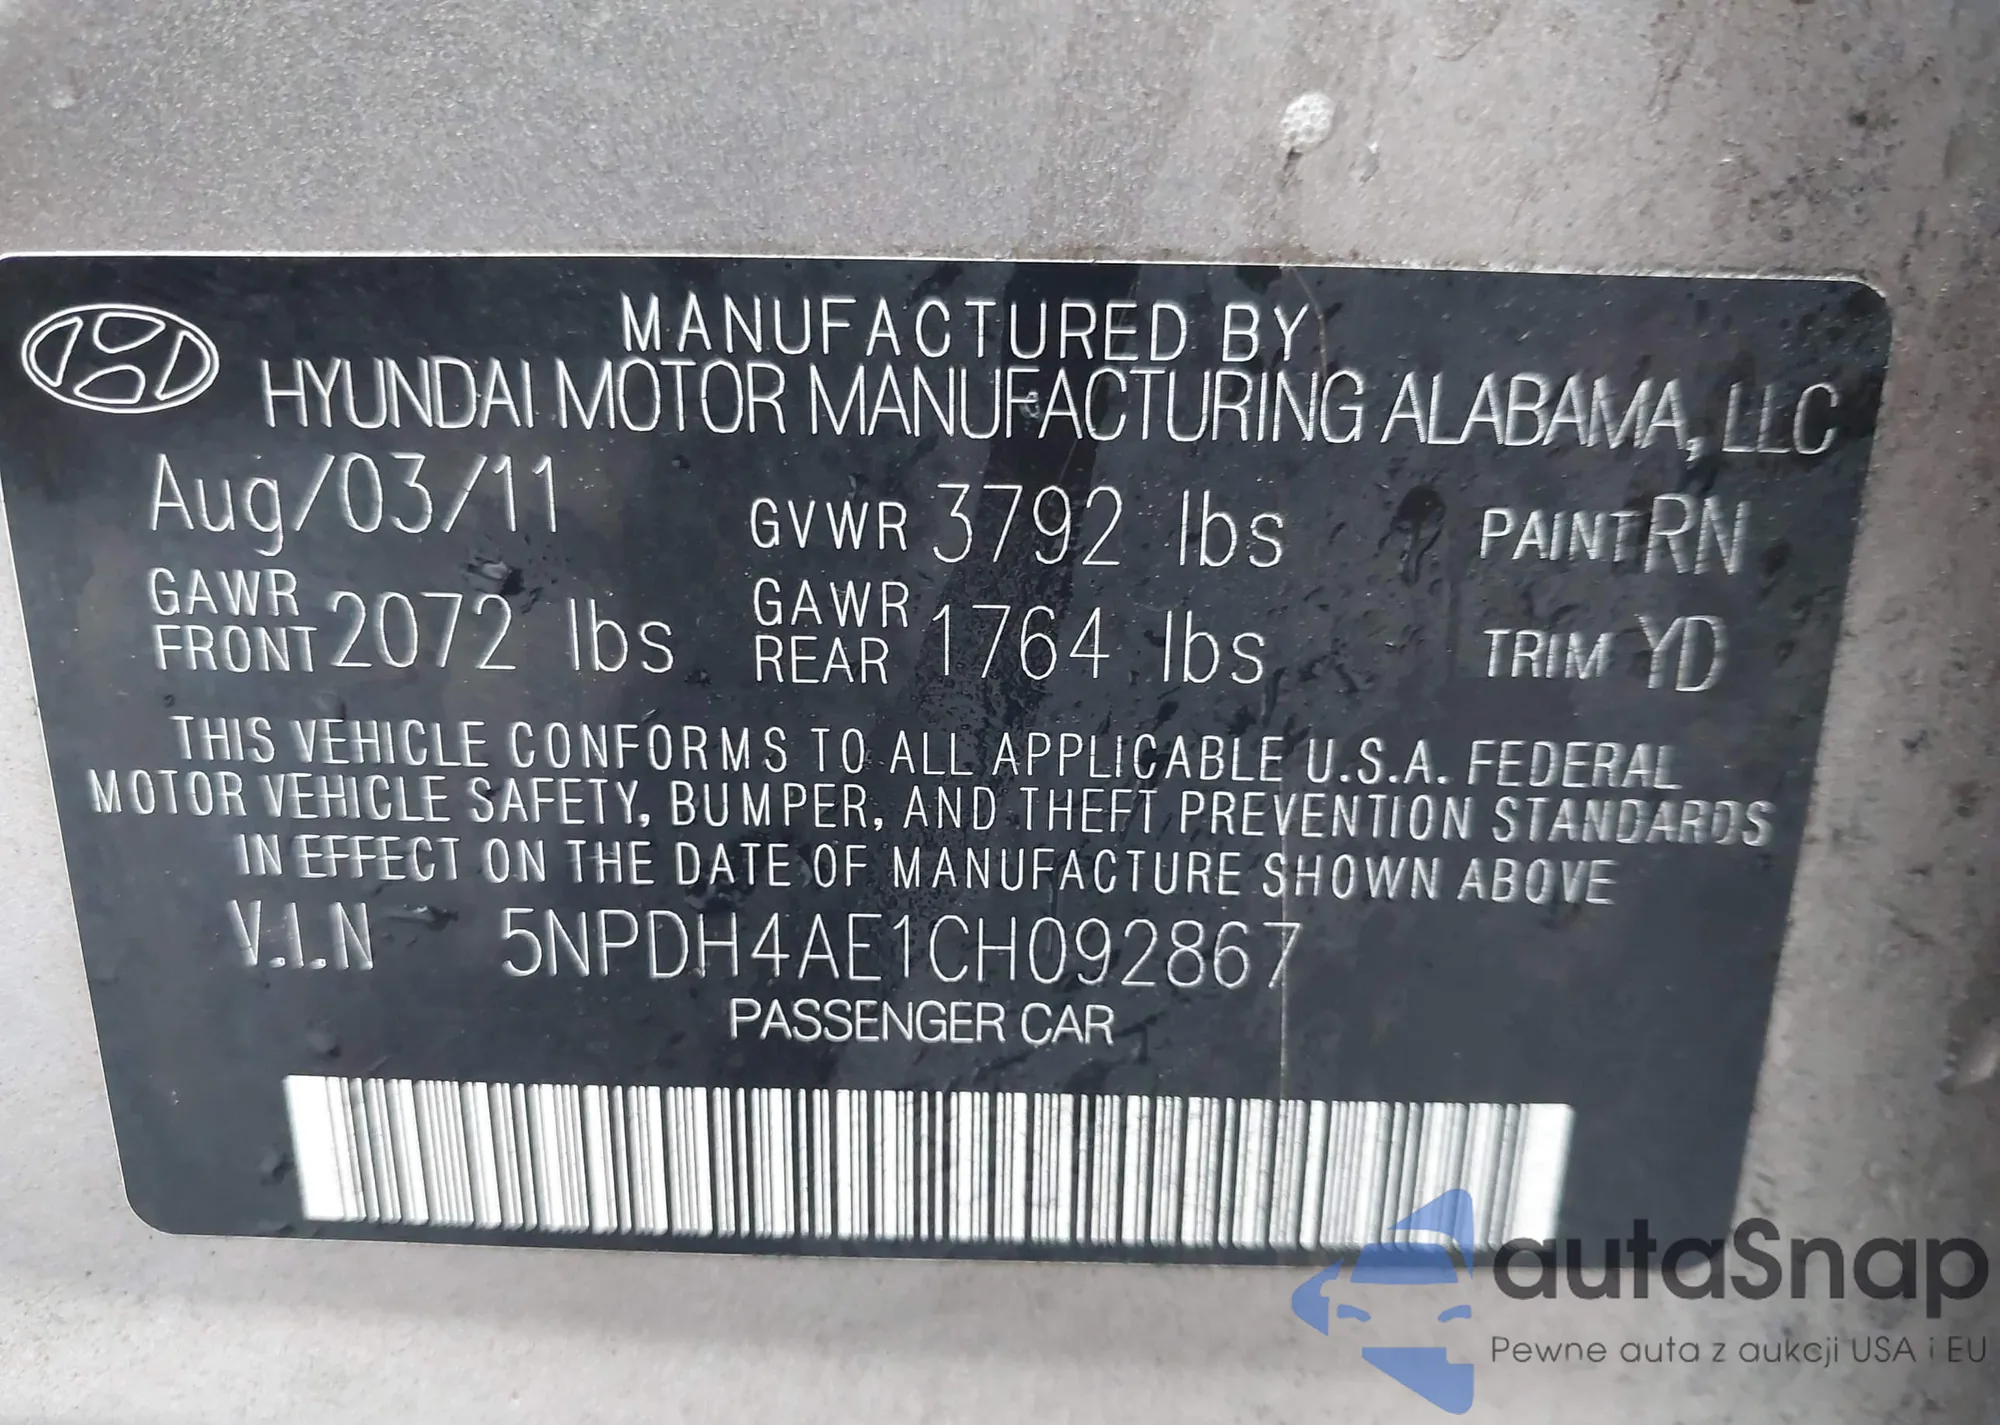 MANUFACTURED BY
HYUNDAI MOTOR MANUFACTURING ALABAMA, LLC
Aug/03/11 GVWR 3792 lbs PAINT RN
GAWR FRONT 2072 lbs GAWR REAR 1764 lbs TRIM YD
THIS VEHICLE CONFORMS TO ALL APPLICABLE U.S.A. FEDERAL
MOTOR VEHICLE SAFETY, BUMPER, AND THEFT PREVENTION STANDARDS
IN EFFECT ON THE DATE OF MANUFACTURE SHOWN ABOVE
V.I.N 5NPDH4AE1CH092867
PASSENGER CAR
autaSnap
Pewne auta z aukcji USA i EU